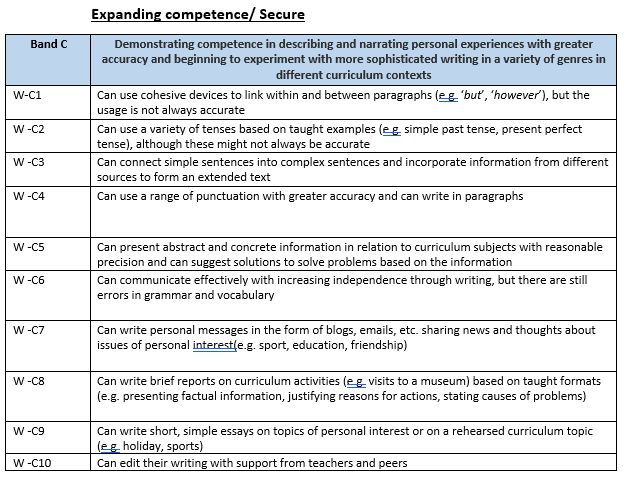 Expanding competence/ Secure
Band C
Demonstrating competence in describing and narrating personal experiences with greater
accuracy and beginning to experiment with more sophisticated writing in a variety of genres in
different curriculum contexts
W-C1
Can use cohesive devices to link within and between paragraphs (e.g. ‘but’, ‘however’), but the
usage is not always accurate
W -C2
Can use a variety of tenses based on taught examples (e.g. simple past tense, present perfect
tense), although these might not always be accurate
W -C3
Can connect simple sentences into complex sentences and incorporate information from different
sources to form an extended text
W -C4
Can use a range of punctuation with greater accuracy and can write in paragraphs
W -C5
Can present abstract and concrete information in relation to curriculum subjects with reasonable
precision and can suggest solutions to solve problems based on the information
W -C6
Can communicate effectively with increasing independence through writing, but there are still
errors in grammar and vocabulary
W -C7
Can write personal messages in the form of blogs, emails, etc. sharing news and thoughts about
issues of personal interest(e.g. sport, education, friendship)
W -C8
Can write brief reports on curriculum activities (e.g. visits to a museum) based on taught formats
(e.g. presenting factual information, justifying reasons for actions, stating causes of problems)
W -C9
Can write short, simple essays on topics of personal interest or on a rehearsed curriculum topic
(e.g. holiday, sports)
W -C10
Can edit their writing with support from teachers and peers